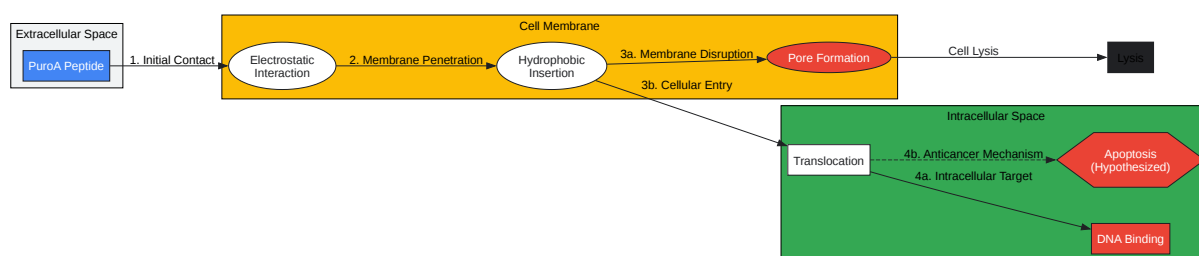 Extracellular Space
PuroA Peptide
1. Initial Contact
Cell Membrane
Electrostatic
Interaction
2. Membrane Penetration
Hydrophobic
Insertion
3a. Membrane Disruption
Pore Formation
Cell Lysis
Lysis
3b. Cellular Entry
Intracellular Space
Translocation
4b. Anticancer Mechanism
Apoptosis
(Hypothesized)
4a. Intracellular Target
DNA Binding